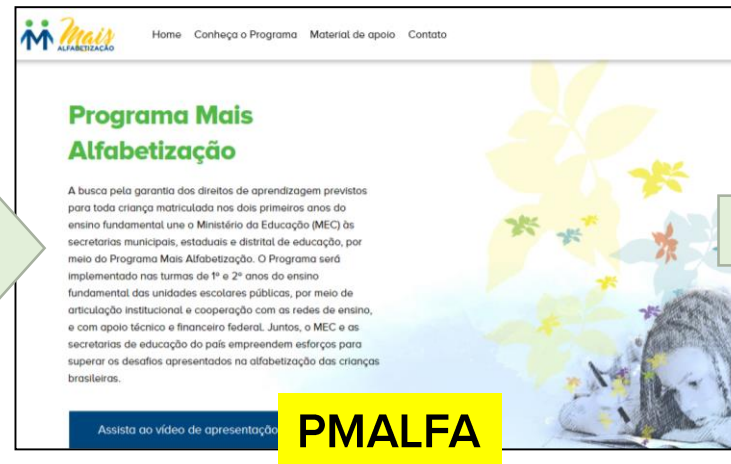 Mais
ALFABETIZAÇÃO
Home Conheça o Programa Material de apoio Contato
Programa Mais
Alfabetização
A busca pela garantia dos direitos de aprendizagem previstos
para toda criança matriculada nos dois primeiros anos do
ensino fundamental une o Ministério da Educação (MEC) às
secretarias municipais, estaduais e distrital de educação, por
meio do Programa Mais Alfabetização. O Programa será
implementado nas turmas de 1º e 2º anos do ensino
fundamental das unidades escolares públicas, por meio de
articulação institucional e cooperação com as redes de ensino,
e com apoio técnico e financeiro federal. Juntos, o MEC e as
secretarias de educação do país empreendem esforços para
superar os desafios apresentados na alfabetização das crianças
brasileiras.
Assista ao vídeo de apresentação
PMALFA